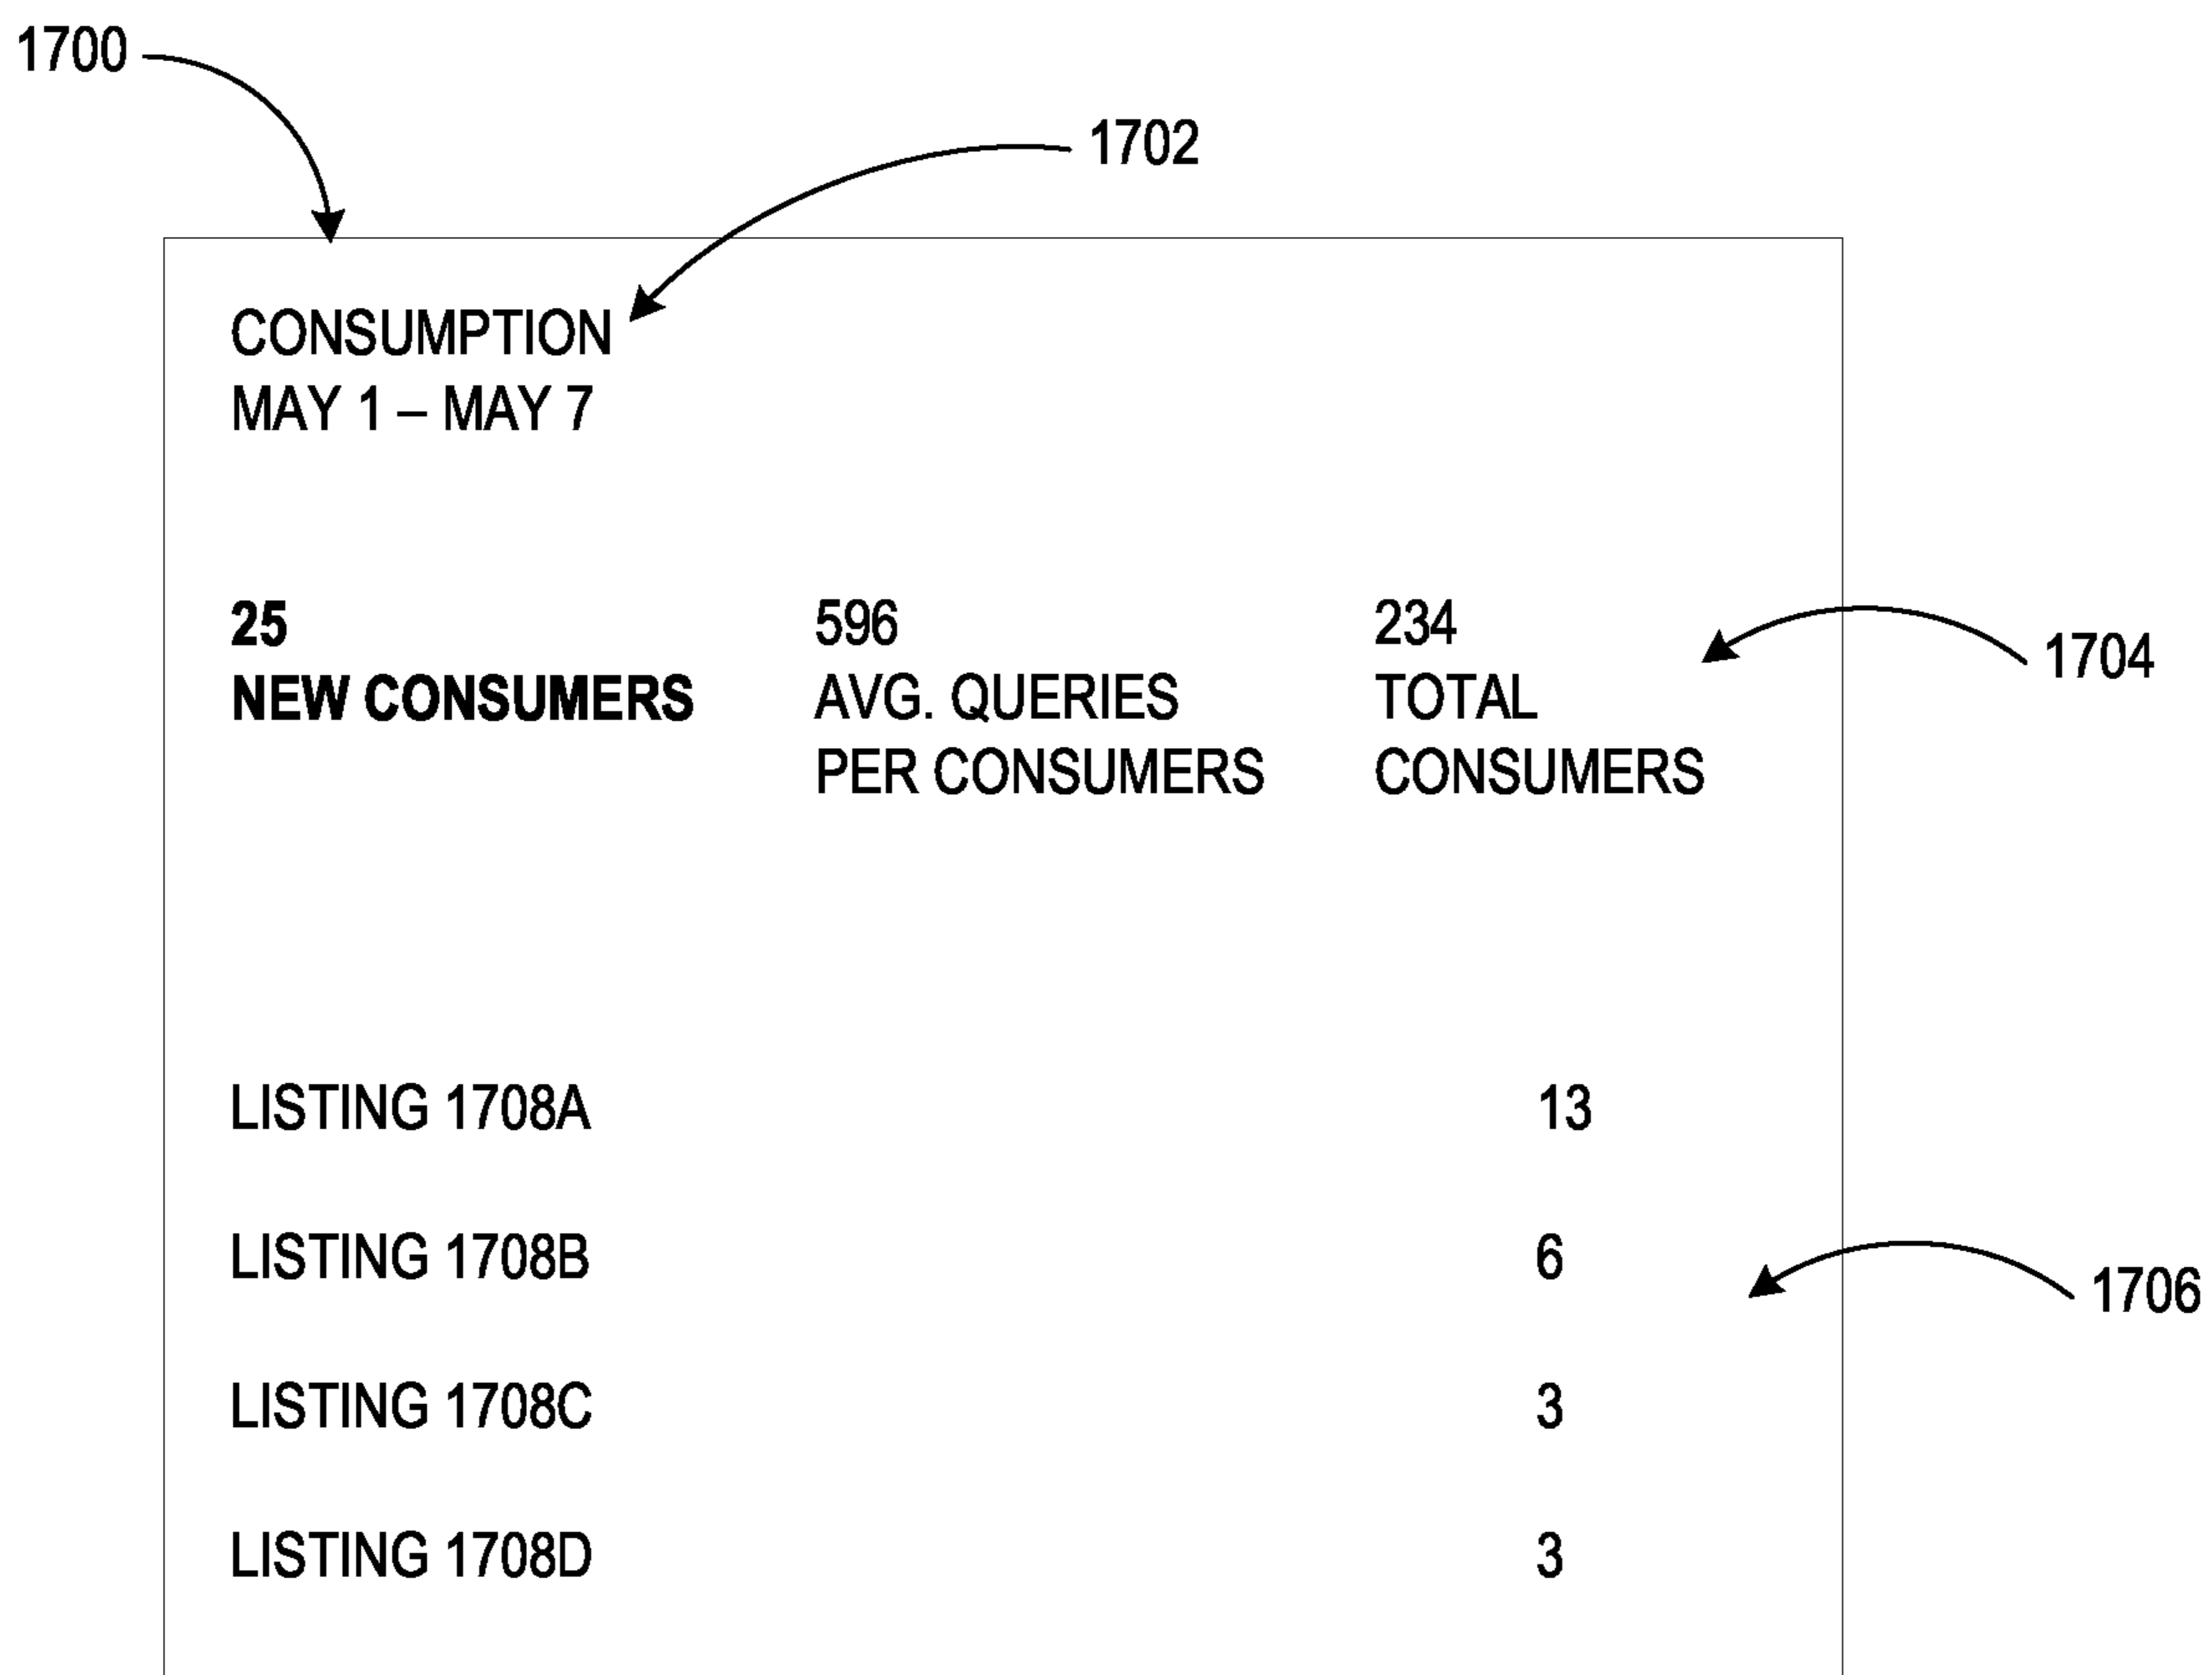 1700
1702
CONSUMPTION
MAY 1 – MAY 7
25 596 234
NEW CONSUMERS AVG. QUERIES TOTAL 1704
PER CONSUMERS CONSUMERS
LISTING 1708A 13
LISTING 1708B 6
1706
LISTING 1708C 3
LISTING 1708D 3